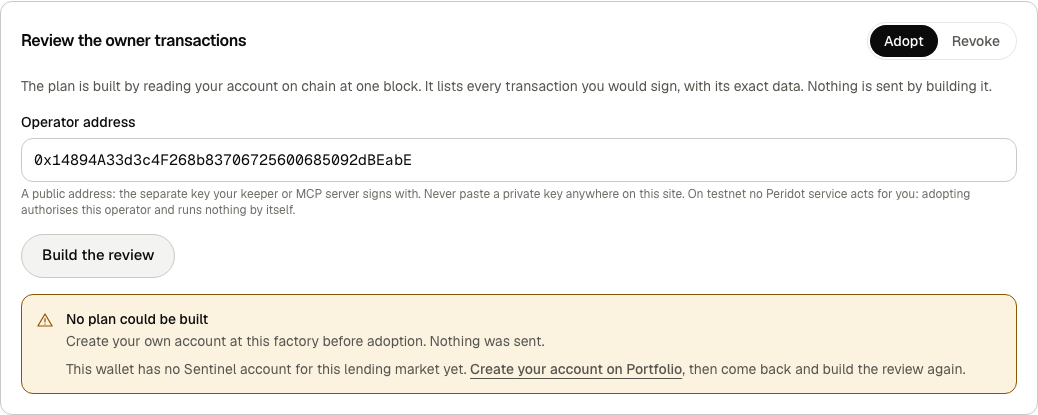 Review the owner transactions
Adopt
Revoke
The plan is built by reading your account on chain at one block. It lists every transaction you would sign, with its exact data. Nothing is sent by building it.
Operator address
0x14894A33d3c4F268b83706725600685092dBEabE
A public address: the separate key your keeper or MCP server signs with. Never paste a private key anywhere on this site. On testnet no Peridot service acts for you: adopting
authorises this operator and runs nothing by itself.
Build the review
No plan could be built
Create your own account at this factory before adoption. Nothing was sent.
This wallet has no Sentinel account for this lending market yet. Create your account on Portfolio, then come back and build the review again.